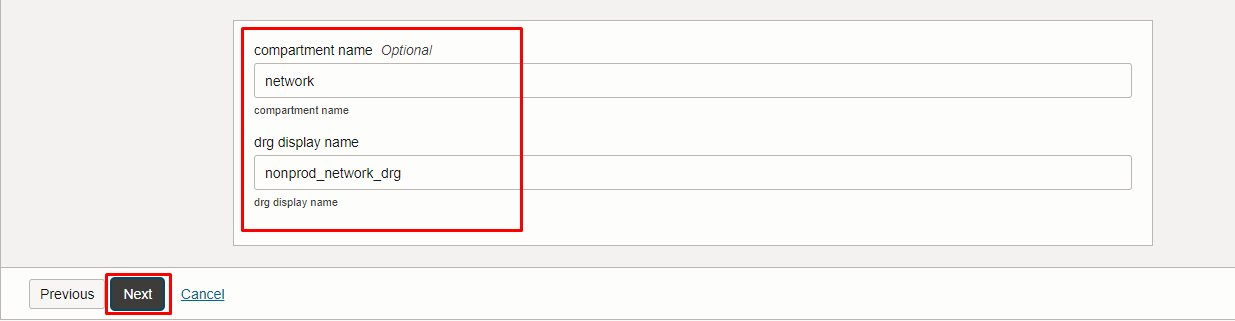 compartment name Optional
network
compartment name
drg display name
nonprod_network_drg
drg display name
Previous Next Cancel